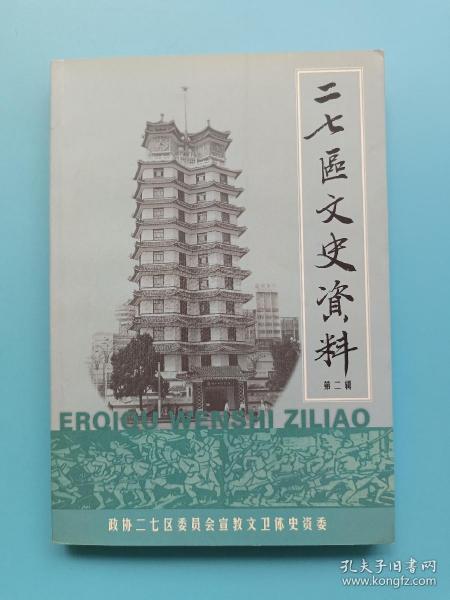 二七區文史資料
第二辑
ERQIQU WENSHI ZILIAO
政协二七区委员会宣教文卫体史资委
孔夫子旧书网
www.kongfz.com